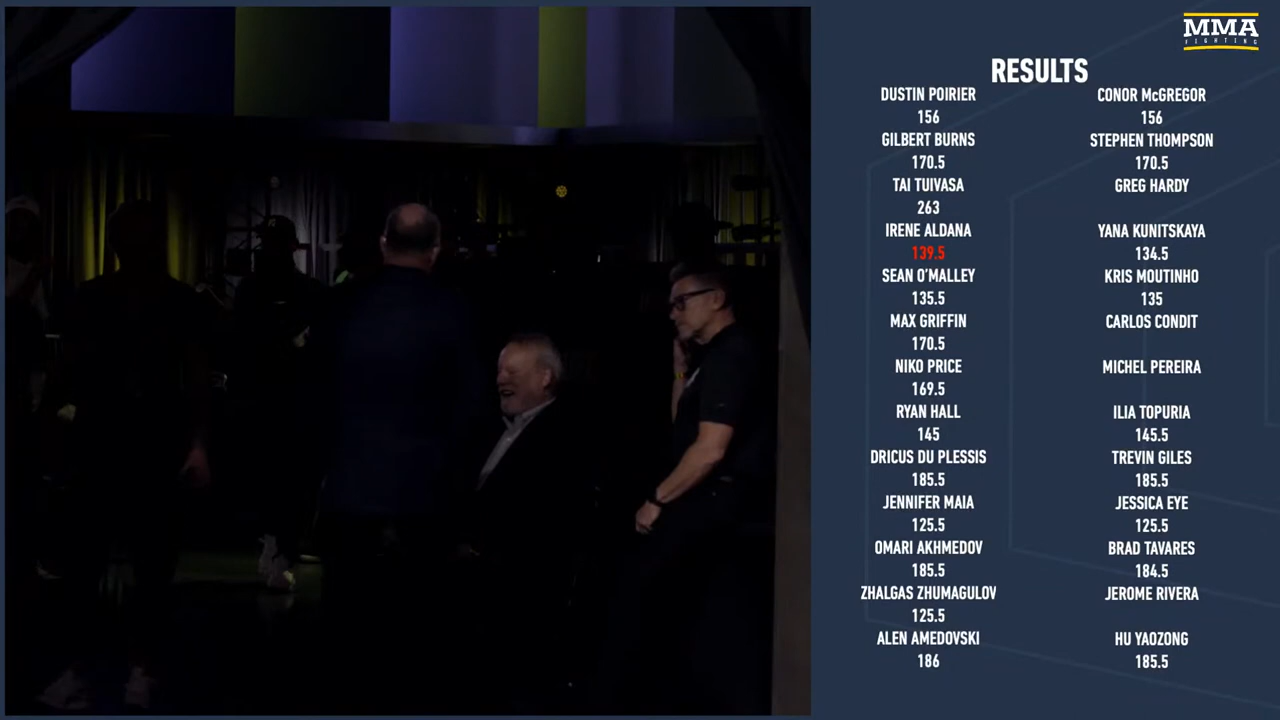 MMA
FIGHTING
RESULTS
DUSTIN POIRIER CONOR McGREGOR
156 156
GILBERT BURNS STEPHEN THOMPSON
170.5 170.5
TAI TUIVASA GREG HARDY
263
IRENE ALDANA YANA KUNITSKAYA
139.5 134.5
SEAN O'MALLEY KRIS MOUTINHO
135.5 135
MAX GRIFFIN CARLOS CONDIT
170.5
NIKO PRICE MICHEL PEREIRA
169.5
RYAN HALL ILIA TOPURIA
145 145.5
DRICUS DU PLESSIS TREVIN GILES
185.5 185.5
JENNIFER MAIA JESSICA EYE
125.5 125.5
OMARI AKHMEDOV BRAD TAVARES
185.5 184.5
ZHALGAS ZHUMAGULOV JEROME RIVERA
125.5
ALEN AMEDOVSKI HU YAOZONG
186 185.5